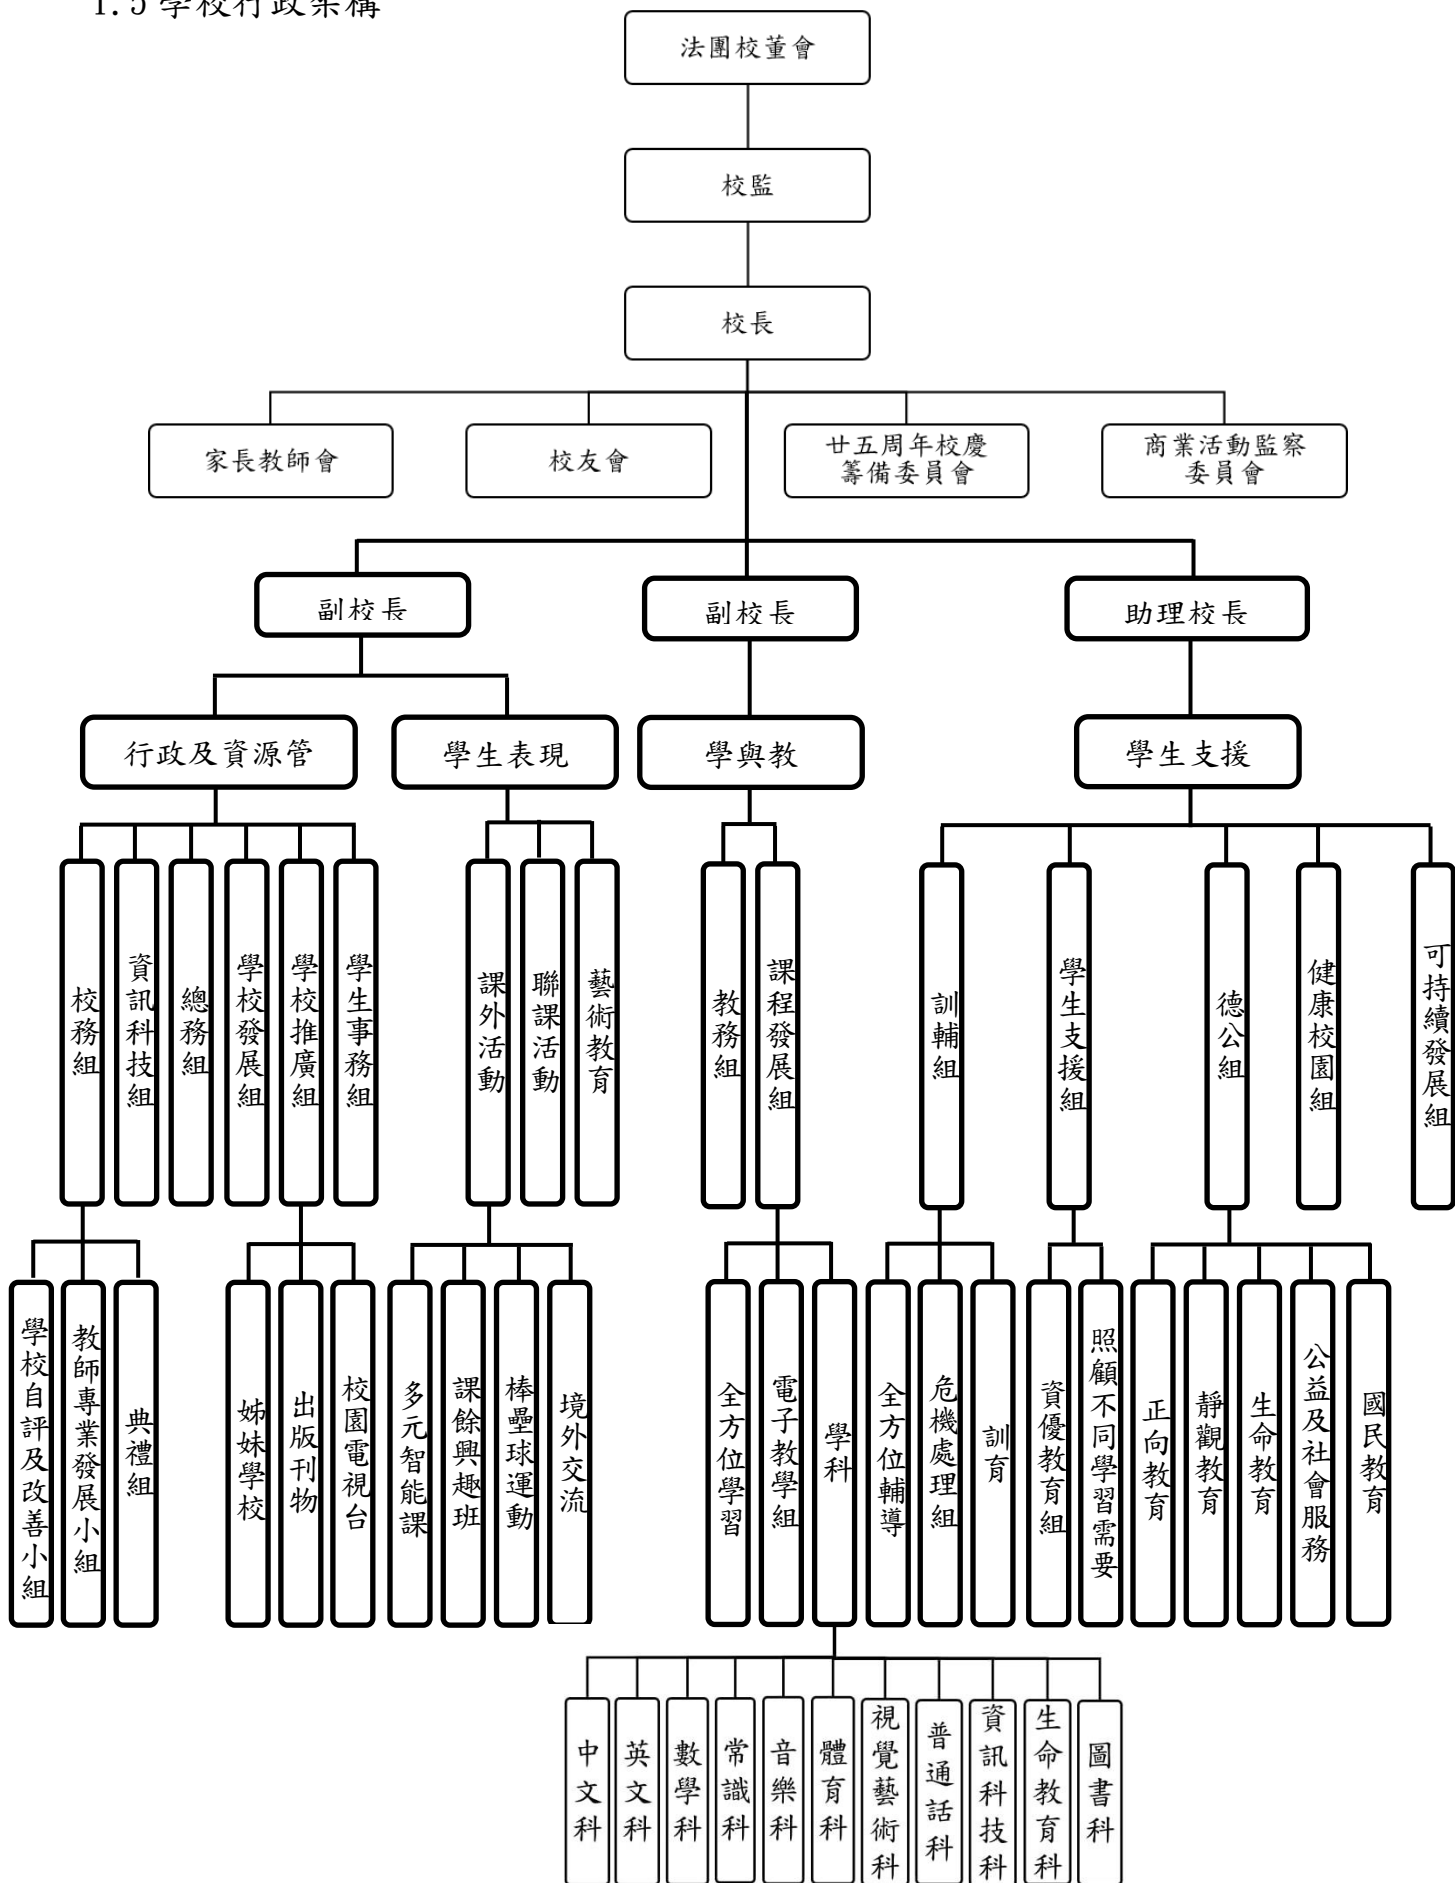 1.5 學校行政架構
法團校董會
校監
校長
家長教師會
校友會
廿五周年校慶
籌備委員會
商業活動監察
委員會
副校長
副校長
助理校長
行政及資源管
學生表現
學與教
學生支援
校務組
資訊科技組
總務組
學校發展組
學校推廣組
學生事務組
課外活動
聯課活動
藝術教育
教務組
課程發展組
訓輔組
學生支援組
德公組
健康校園組
可持續發展組
學校自評及改善小組
教師專業發展小組
典禮組
姊妹學校
出版刊物
校園電視台
多元智能課
課餘興趣班
棒壘球運動
境外交流
全方位學習
電子教學組
學科
全方位輔導
危機處理組
訓育
資優教育組
照顧不同學習需要
正向教育
靜觀教育
生命教育
公益及社會服務
國民教育
中文科
英文科
數學科
常識科
音樂科
體育科
視覺藝術科
普通話科
資訊科技科
生命教育科
圖書科